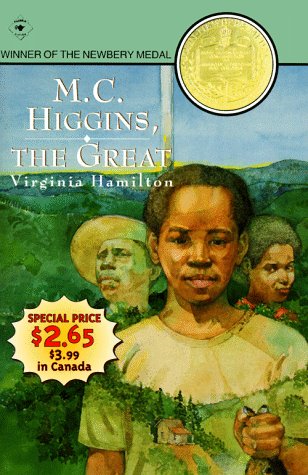 WINNER OF THE NEWBERY MEDAL
M.C.
HIGGINS,
THE GREAT
Virginia Hamilton
SPECIAL PRICE
$2.65
$3.99
in Canada